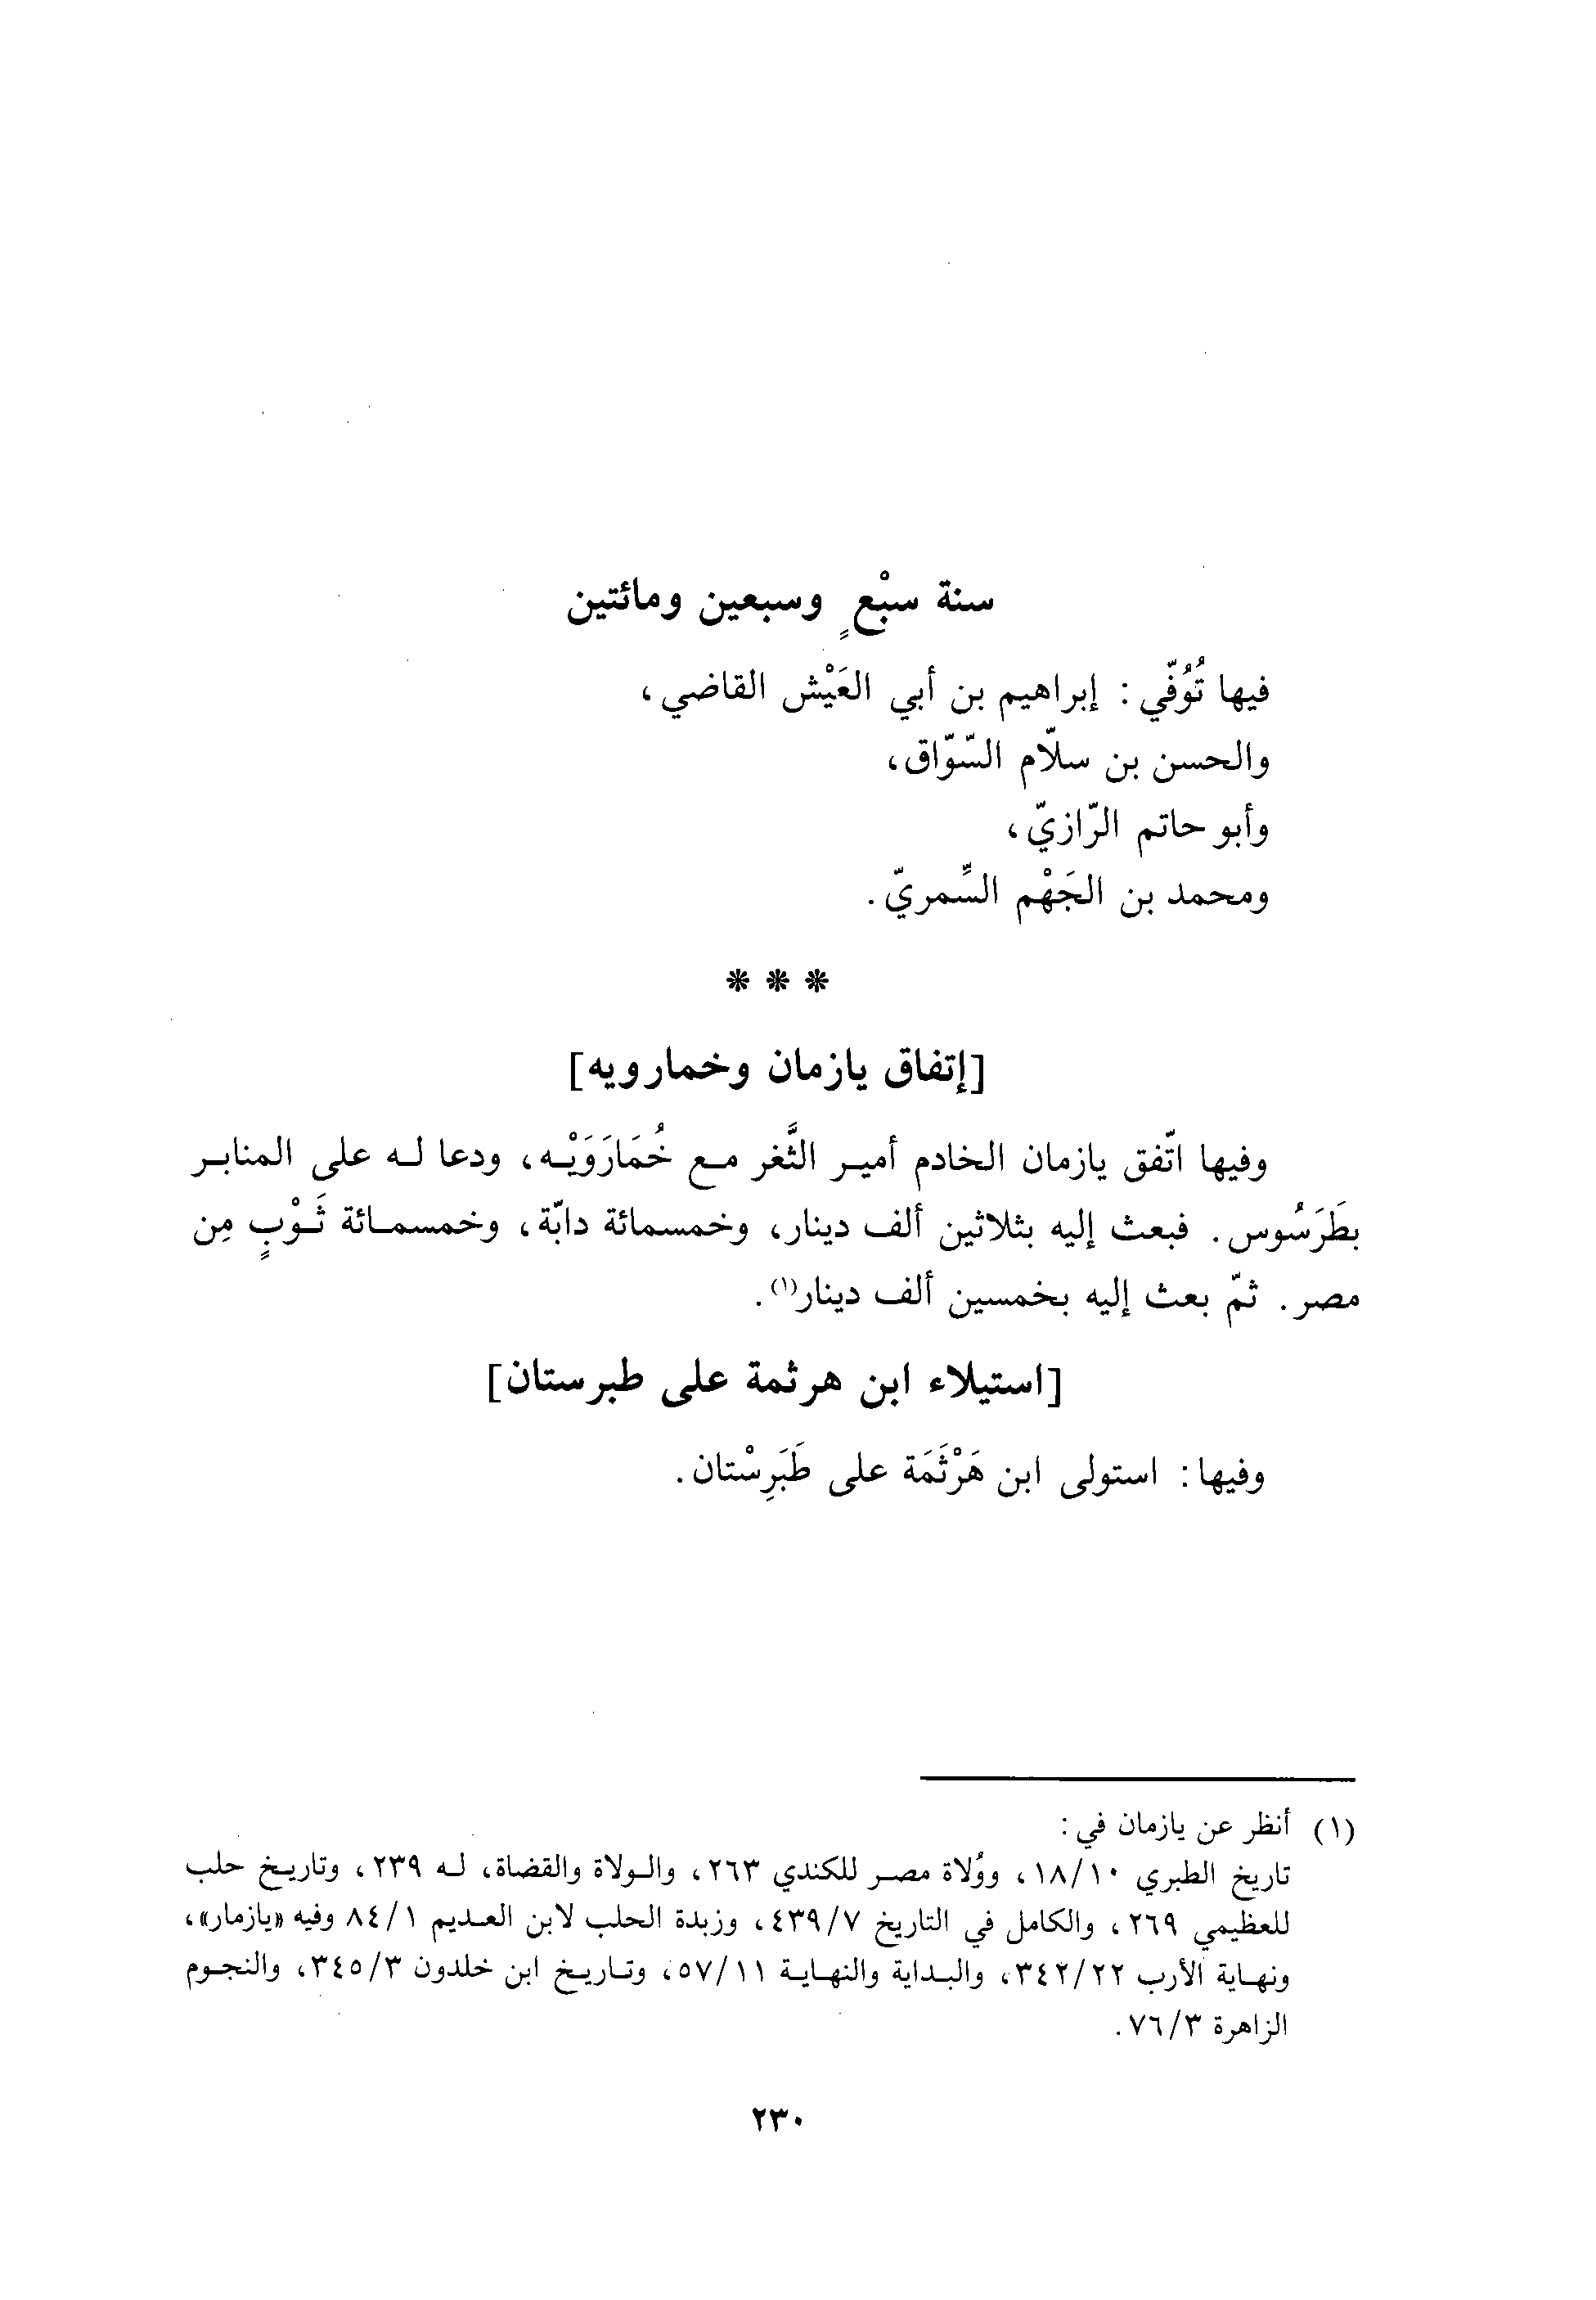 سنة سبْعٍ وسبعين ومائتين
فيها تُوُفّي : إبراهيم بن أبي العَيْش القاضي ،
والحسن بن سلاّم السّوّاق،
وأبو حاتم الرّازيّ ،
ومحمد بن الجَهْم السِّمريّ .
* * *
[إتفاق يازمان وخمارويه]
وفيها اتّفق يازمان الخادم أمير الثَّغر مع خُمَارَوَيْه، ودعا له على المنابر
بطَرَسُوس . فبعث إليه بثلاثين ألف دينار، وخمسمائة دابّة، وخمسمائة ثَوْبٍ مِن
مصر . ثمّ بعث إليه بخمسين ألف دينار(١) .
[استيلاء ابن هرثمة على طبرستان]
وفيها : استولى ابن هَرْثَمَة على طَبَرِسْتان .
(١) أنظر عن يازمان في :
تاريخ الطبري ١٨/١٠، ووُلاة مصر للكندي ٢٦٣، والولاة والقضاة، له ٢٣٩، وتاريخ حلب
للعظيمي ٢٦٩، والكامل في التاريخ ٤٣٩/٧، وزبدة الحلب لابن العديم ٨٤/١ وفيه «يازمار»،
ونهاية الأرب ٣٤٢/٢٢، والبداية والنهاية ٥٧/١١، وتاريخ ابن خلدون ٣٤٥/٣، والنجوم
الزاهرة ٧٦/٣ .
٢٣٠